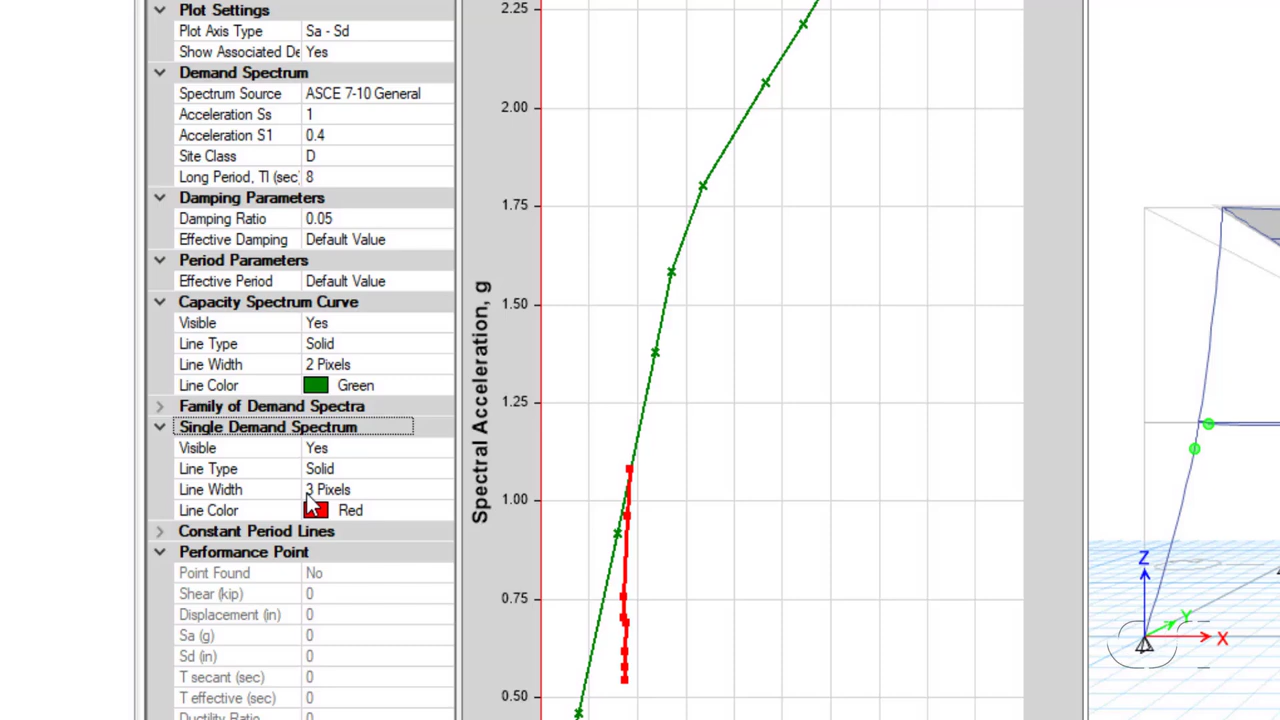 Plot Settings
Plot Axis Type Sa - Sd
Show Associated De Yes
Demand Spectrum
Spectrum Source ASCE 7-10 General
Acceleration Ss 1
Acceleration S1 0.4
Site Class D
Long Period, Tl (sec) 8
Damping Parameters
Damping Ratio 0.05
Effective Damping Default Value
Period Parameters
Effective Period Default Value
Capacity Spectrum Curve
Visible Yes
Line Type Solid
Line Width 2 Pixels
Line Color Green
Family of Demand Spectra
Single Demand Spectrum
Visible Yes
Line Type Solid
Line Width 3 Pixels
Line Color Red
Constant Period Lines
Performance Point
Point Found No
Shear (kip) 0
Displacement (in) 0
Sa (g) 0
Sd (in) 0
T secant (sec) 0
T effective (sec) 0
Ductility Ratio
Spectral Acceleration, g
2.25
2.00
1.75
1.50
1.25
1.00
0.75
0.50
Z
Y
X